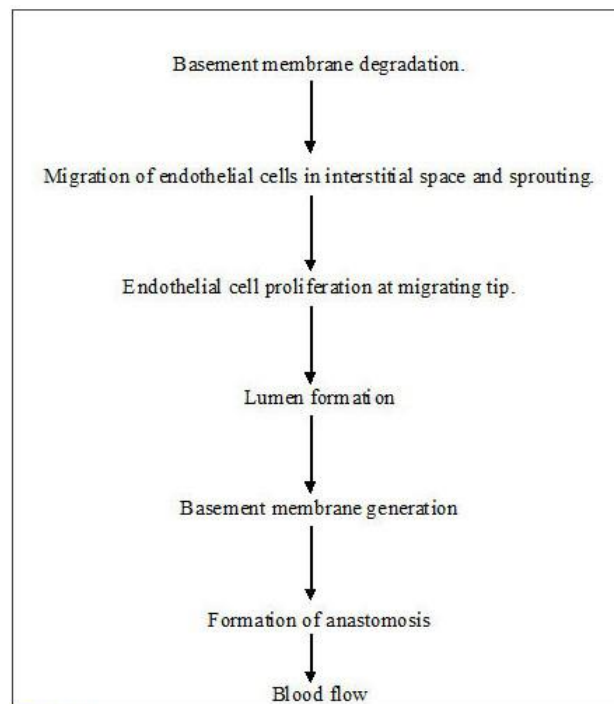 Basement membrane degradation.
Migration of endothelial cells in interstitial space and sprouting.
Endothelial cell proliferation at migrating tip.
Lumen formation
Basement membrane generation
Formation of anastomosis
Blood flow